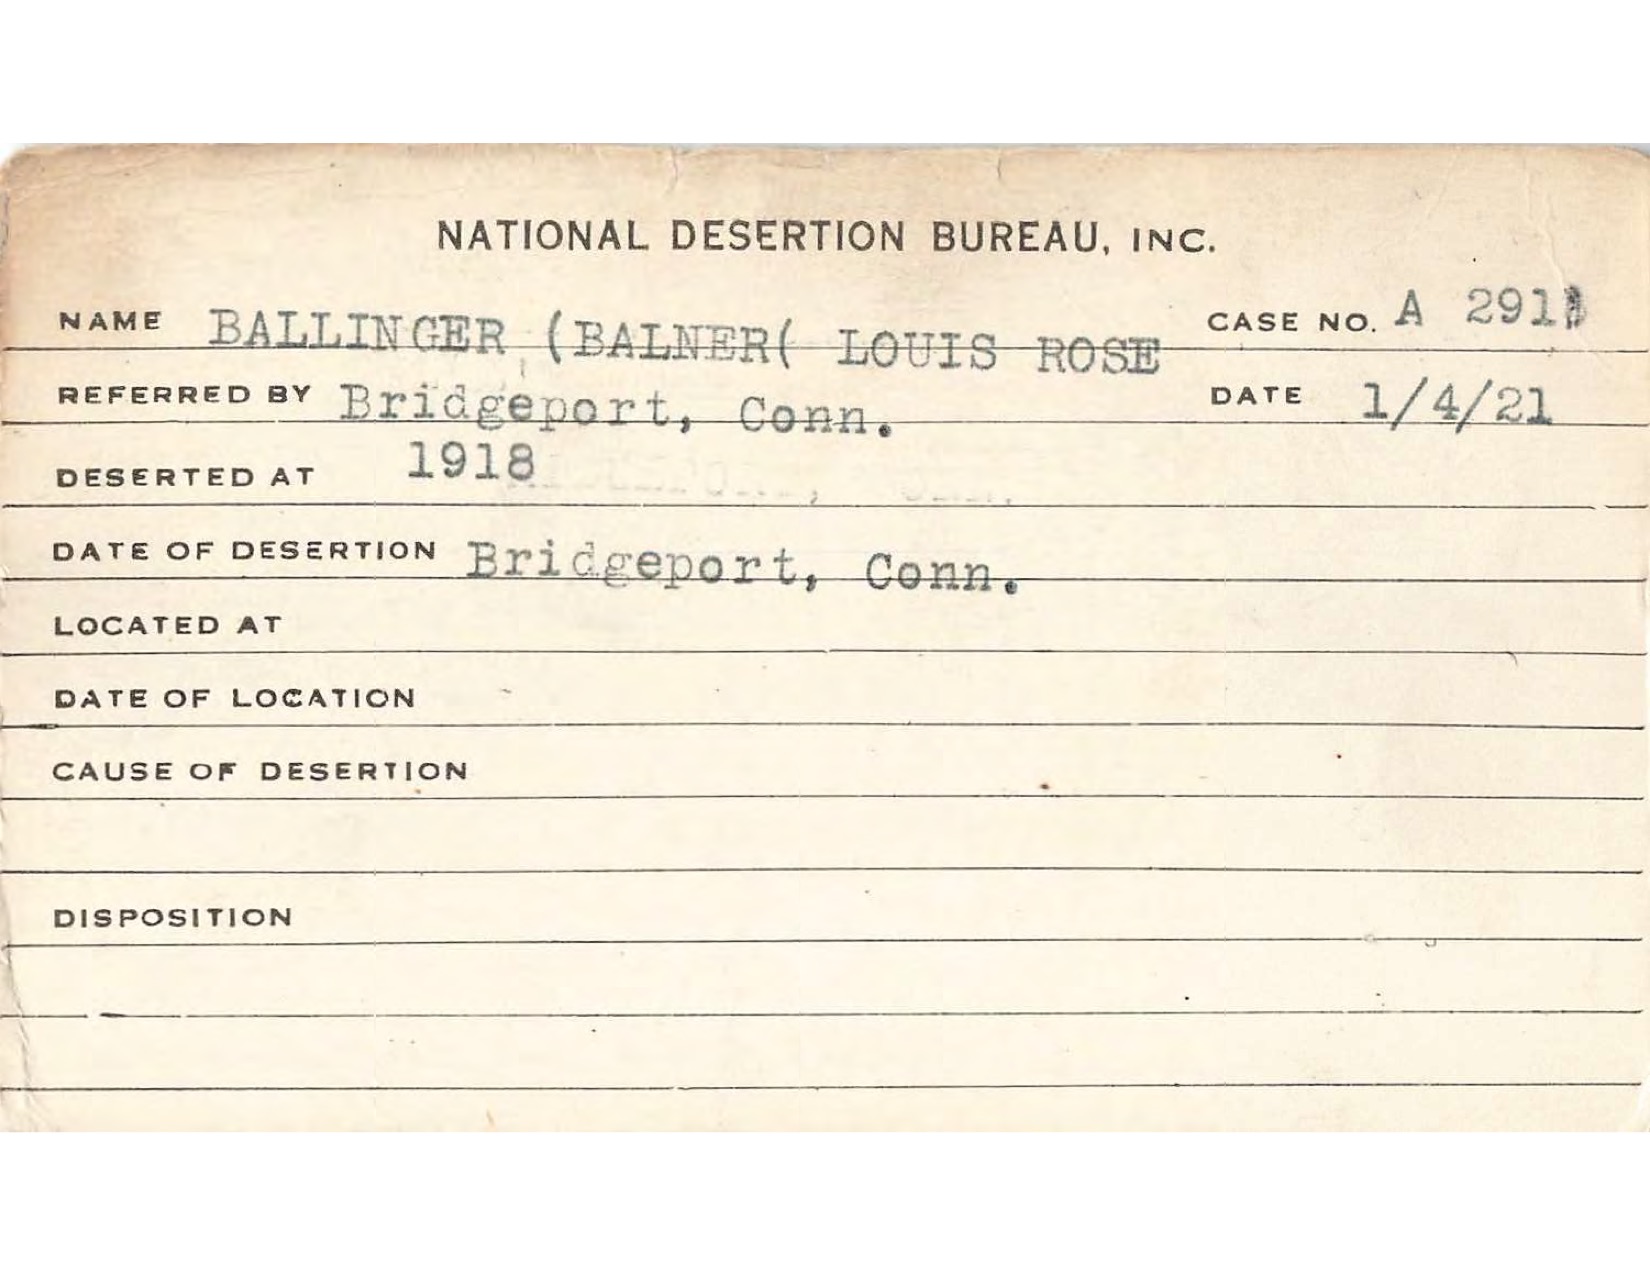 NATIONAL DESERTION BUREAU, INC.
NAME BALLINGER (BALNER( LOUIS ROSE CASE NO. A 2911
REFERRED BY Bridgeport, Conn. DATE 1/4/21
DESERTED AT 1918
DATE OF DESERTION Bridgeport, Conn.
LOCATED AT
DATE OF LOCATION
CAUSE OF DESERTION
DISPOSITION